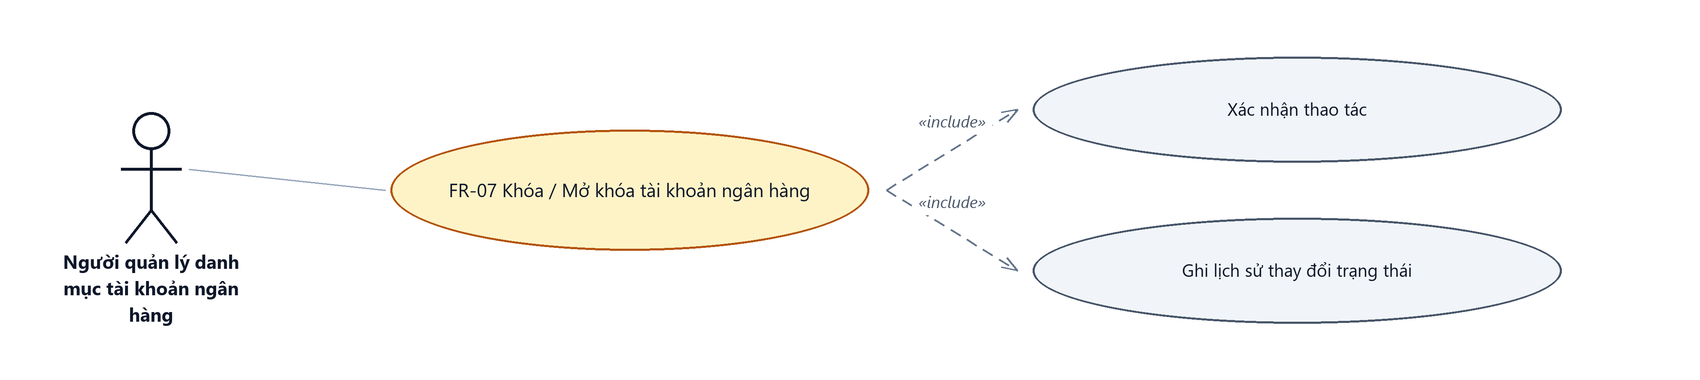 Người quản lý danh
mục tài khoản ngân
hàng
FR-07 Khóa / Mở khóa tài khoản ngân hàng
«include»
«include»
Xác nhận thao tác
Ghi lịch sử thay đổi trạng thái